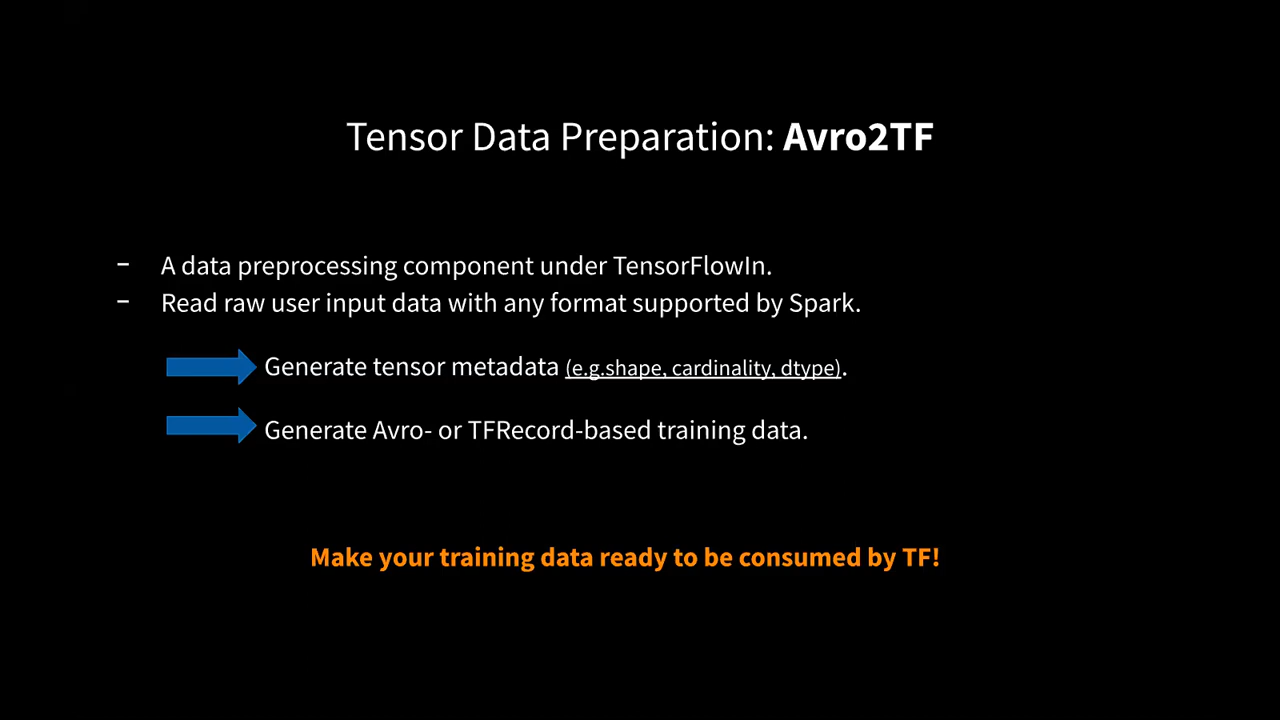 Tensor Data Preparation: Avro2TF
- A data preprocessing component under TensorFlowIn.
- Read raw user input data with any format supported by Spark.
Generate tensor metadata (e.g.shape, cardinality, dtype).
Generate Avro- or TFRecord-based training data.
Make your training data ready to be consumed by TF!